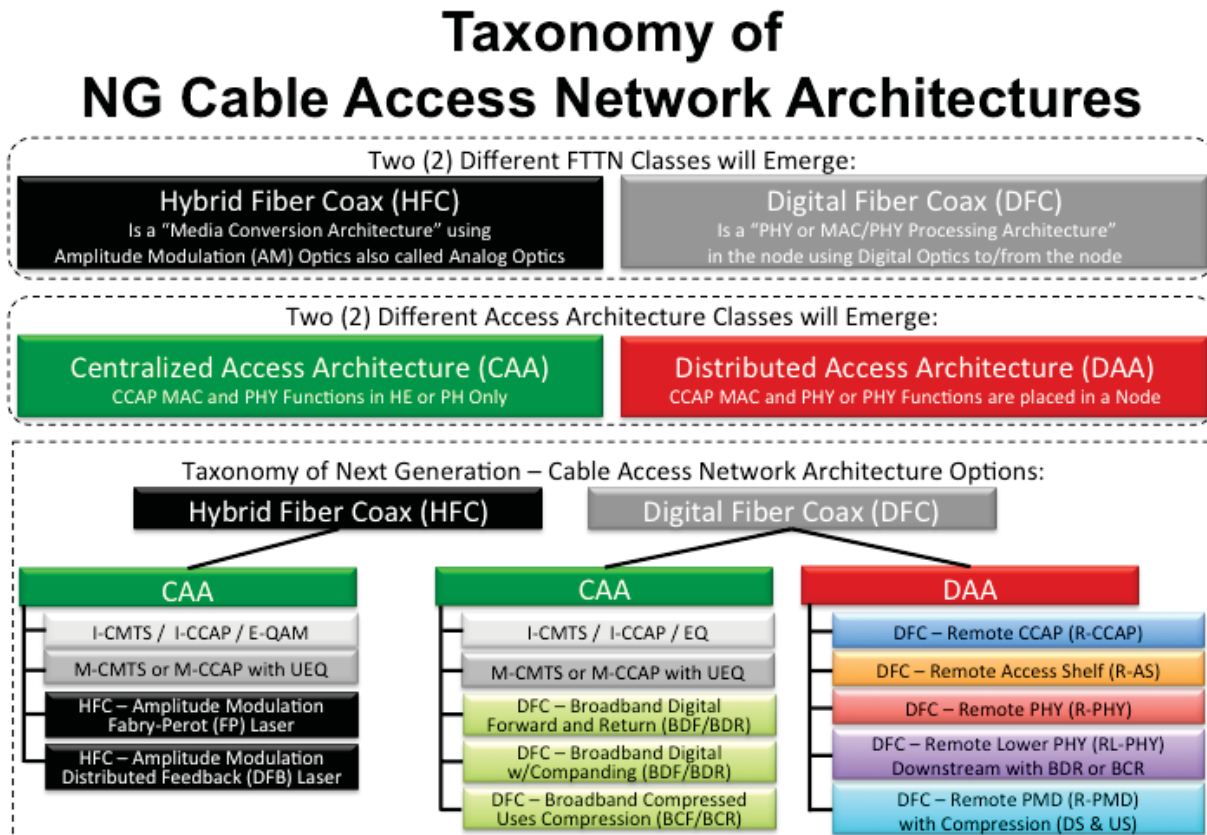 Taxonomy of
NG Cable Access Network Architectures
Two (2) Different FTTN Classes will Emerge:
Hybrid Fiber Coax (HFC)
Is a “Media Conversion Architecture” using
Amplitude Modulation (AM) Optics also called Analog Optics
Digital Fiber Coax (DFC)
Is a “PHY or MAC/PHY Processing Architecture”
in the node using Digital Optics to/from the node
Two (2) Different Access Architecture Classes will Emerge:
Centralized Access Architecture (CAA)
CCAP MAC and PHY Functions in HE or PH Only
Distributed Access Architecture (DAA)
CCAP MAC and PHY or PHY Functions are placed in a Node
Taxonomy of Next Generation – Cable Access Network Architecture Options:
Hybrid Fiber Coax (HFC)
Digital Fiber Coax (DFC)
CAA
I-CMTS / I-CCAP / E-QAM
M-CMTS or M-CCAP with UEQ
HFC – Amplitude Modulation
Fabry-Perot (FP) Laser
HFC – Amplitude Modulation
Distributed Feedback (DFB) Laser
CAA
I-CMTS / I-CCAP / EQ
M-CMTS or M-CCAP with UEQ
DFC – Broadband Digital
Forward and Return (BDF/BDR)
DFC – Broadband Digital
w/Companding (BDF/BDR)
DFC – Broadband Compressed
Uses Compression (BCF/BCR)
DAA
DFC – Remote CCAP (R-CCAP)
DFC – Remote Access Shelf (R-AS)
DFC – Remote PHY (R-PHY)
DFC – Remote Lower PHY (RL-PHY)
Downstream with BDR or BCR
DFC – Remote PMD (R-PMD)
with Compression (DS & US)